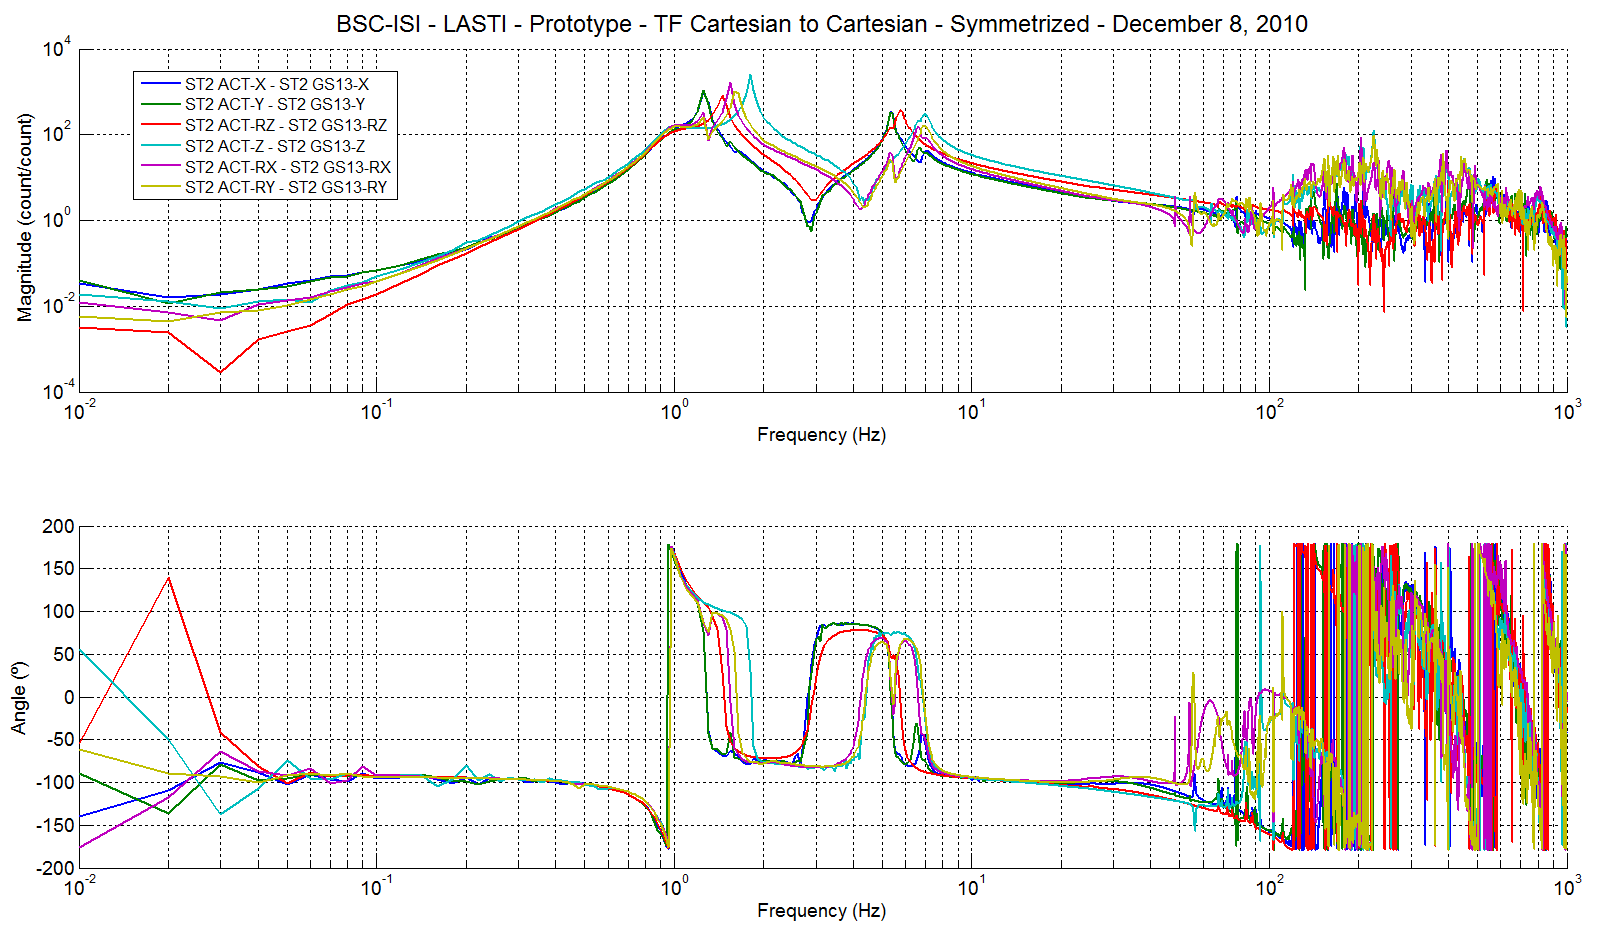 BSC-ISI - LASTI - Prototype - TF Cartesian to Cartesian - Symmetrized - December 8, 2010
10^4
10^2
10^0
10^-2
10^-4
Magnitude (count/count)
ST2 ACT-X - ST2 GS13-X
ST2 ACT-Y - ST2 GS13-Y
ST2 ACT-RZ - ST2 GS13-RZ
ST2 ACT-Z - ST2 GS13-Z
ST2 ACT-RX - ST2 GS13-RX
ST2 ACT-RY - ST2 GS13-RY
10^-2 10^-1 10^0 10^1 10^2 10^3
Frequency (Hz)
200
150
100
50
0
-50
-100
-150
-200
Angle (º)
10^-2 10^-1 10^0 10^1 10^2 10^3
Frequency (Hz)